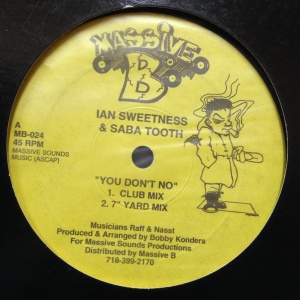 MASSIVE
B
IAN SWEETNESS
& SABA TOOTH
A
MB-024
45 RPM
MASSIVE SOUNDS
MUSIC (ASCAP)
"YOU DON'T NO"
1. CLUB MIX
2. 7" YARD MIX
Musicians Raff & Nasst
Produced & Arranged by Bobby Konders
For Massive Sounds Productions
Distributed by Massive B
718-399-2170